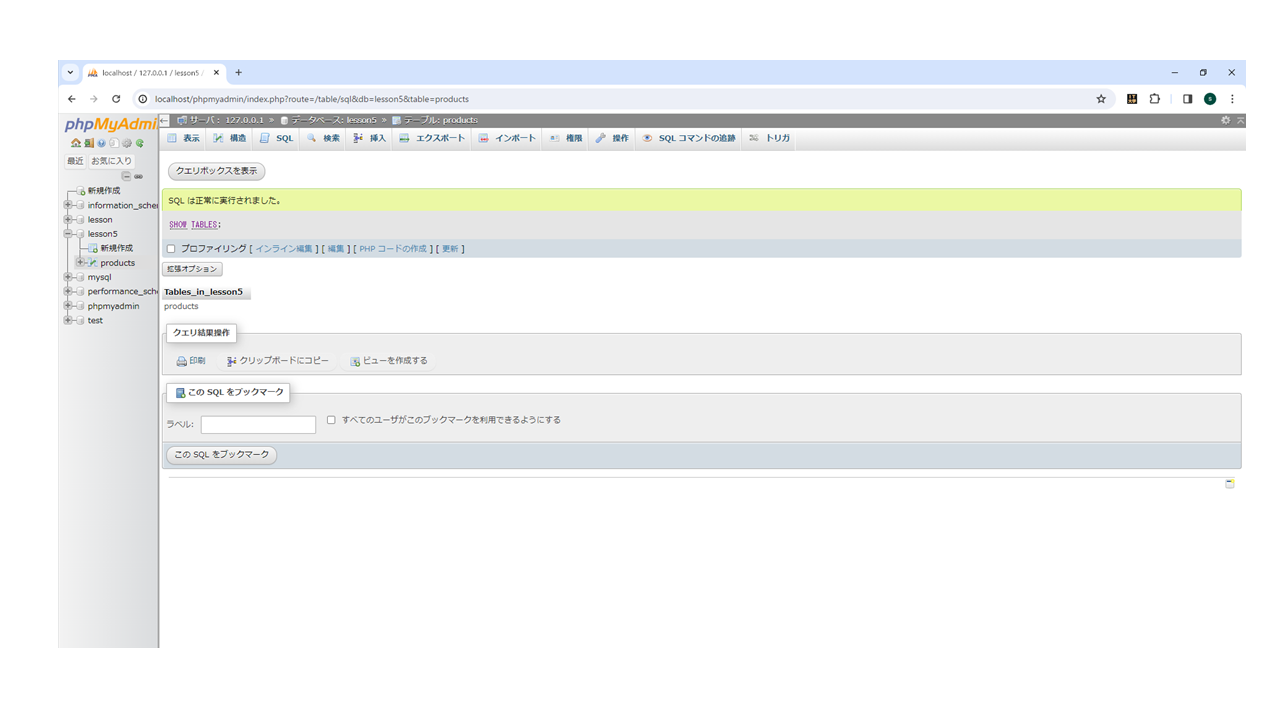 localhost / 127.0.0.1 / lesson5 /
localhost/phpmyadmin/index.php?route=/table/sql&db=lesson5&table=products
phpMyAdmi
最近 お気に入り
新規作成
information_sche
lesson
lesson5
新規作成
products
mysql
performance_sch
phpmyadmin
test
サーバ: 127.0.0.1 » データベース: lesson5 » テーブル: products
表示 構造 SQL 検索 挿入 エクスポート インポート 権限 操作 SQL コマンドの追跡 トリガ
クエリボックスを表示
SQL は正常に実行されました。
SHOW TABLES;
プロファイリング [ インライン編集 ] [ 編集 ] [ PHP コードの作成 ] [ 更新 ]
拡張オプション
Tables_in_lesson5
products
クエリ結果操作
印刷 クリップボードにコピー ビューを作成する
この SQL をブックマーク
ラベル: すべてのユーザがこのブックマークを利用できるようにする
この SQL をブックマーク